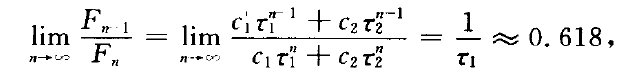 lim_{n→∞} F_{n-1}/F_n = lim_{n→∞} (c_1 τ_1^{n-1} + c_2 τ_2^{n-1})/(c_1 τ_1^n + c_2 τ_2^n) = 1/τ_1 ≈ 0.618,